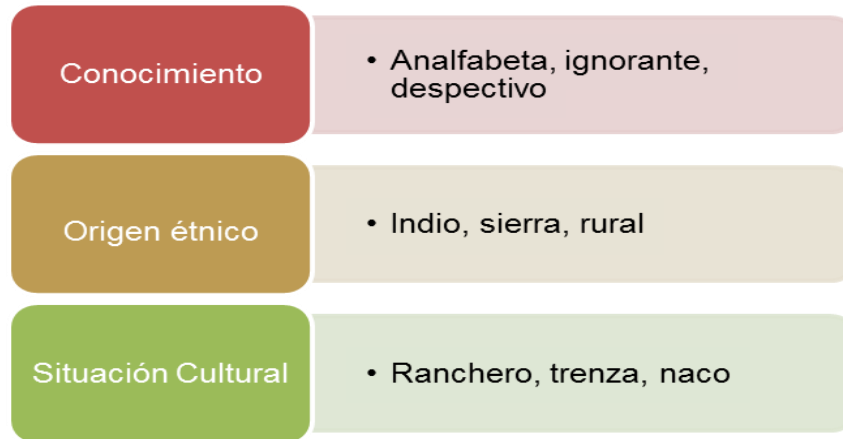 Conocimiento
• Analfabeta, ignorante,
despectivo
Origen étnico
• Indio, sierra, rural
Situación Cultural
• Ranchero, trenza, naco